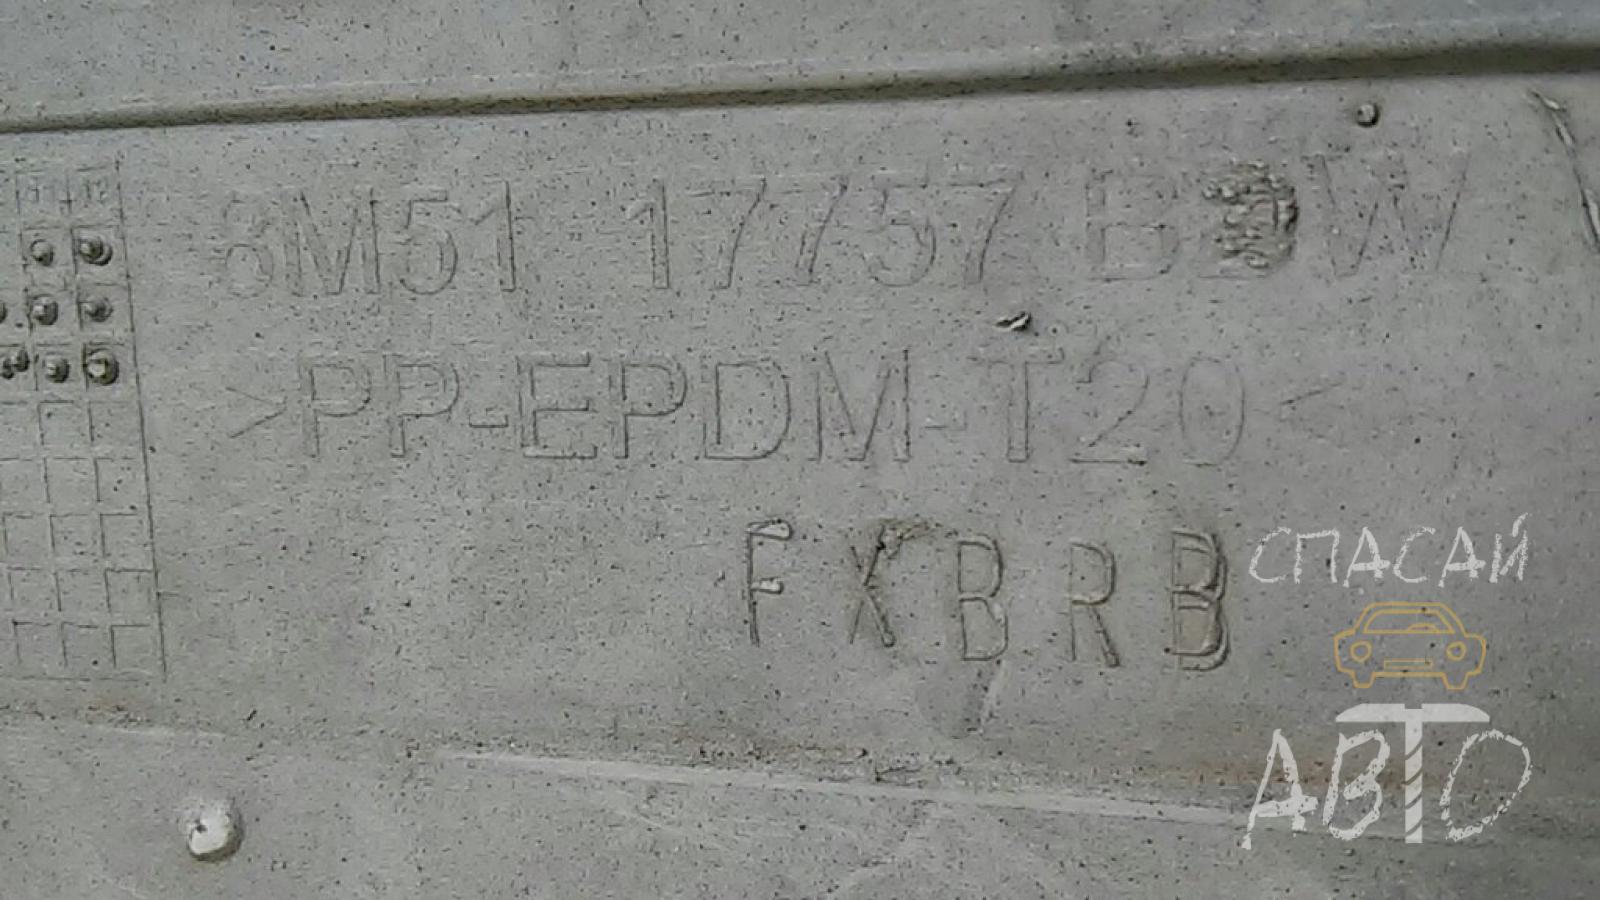 8M51 17757 W
>PP-EPDM-T20<
FXBRB
СПАСАЙ
АВТО